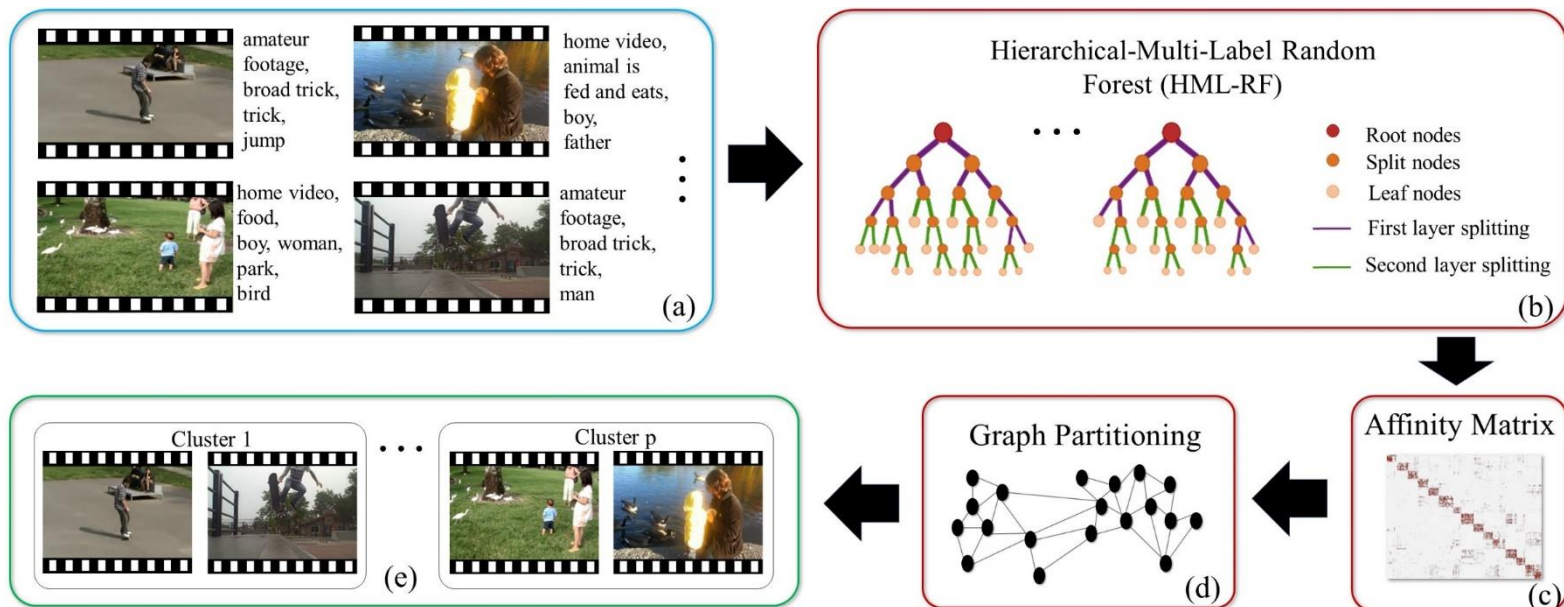 amateur
footage,
broad trick,
trick,
jump
home video,
animal is
fed and eats,
boy,
father
home video,
food,
boy, woman,
park,
bird
amateur
footage,
broad trick,
trick,
man
(a)
Hierarchical-Multi-Label Random
Forest (HML-RF)
Root nodes
Split nodes
Leaf nodes
First layer splitting
Second layer splitting
(b)
Affinity Matrix
(c)
Graph Partitioning
(d)
Cluster 1
Cluster p
(e)